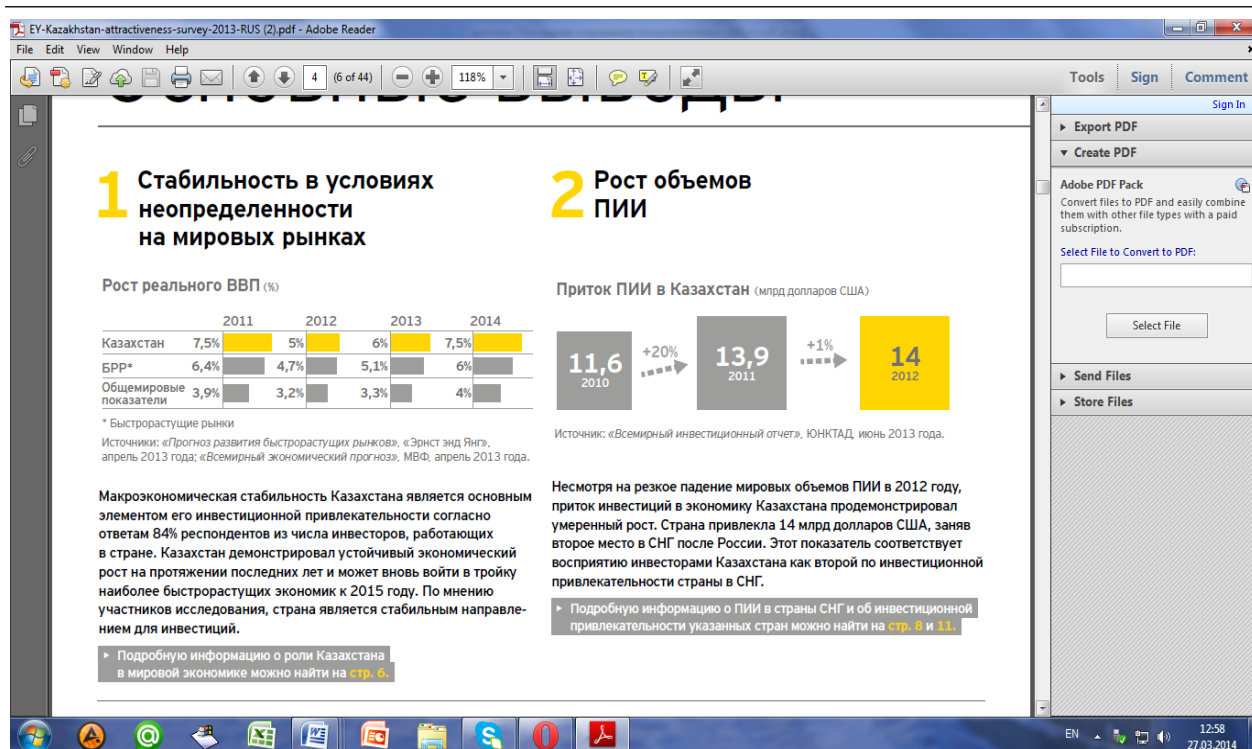 EY-Kazakhstan-attractiveness-survey-2013-RUS (2).pdf - Adobe Reader
File Edit View Window Help
4 (6 of 44) 118% Tools Sign Comment
Основные выводы
Sign In
Export PDF
Create PDF
Adobe PDF Pack
Convert files to PDF and easily combine
them with other file types with a paid
subscription.
Select File to Convert to PDF:
Select File
Send Files
Store Files
1 Стабильность в условиях
неопределенности
на мировых рынках
Рост реального ВВП (%)
2011 2012 2013 2014
Казахстан 7,5% 5% 6% 7,5%
БРР* 6,4% 4,7% 5,1% 6%
Общемировые
показатели 3,9% 3,2% 3,3% 4%
* Быстрорастущие рынки
Источники: «Прогноз развития быстрорастущих рынков», «Эрнст энд Янг»,
апрель 2013 года; «Всемирный экономический прогноз», МВФ, апрель 2013 года.
Макроэкономическая стабильность Казахстана является основным
элементом его инвестиционной привлекательности согласно
ответам 84% респондентов из числа инвесторов, работающих
в стране. Казахстан демонстрировал устойчивый экономический
рост на протяжении последних лет и может вновь войти в тройку
наиболее быстрорастущих экономик к 2015 году. По мнению
участников исследования, страна является стабильным направле-
нием для инвестиций.
Подробную информацию о роли Казахстана
в мировой экономике можно найти на стр. 6.
2 Рост объемов
ПИИ
Приток ПИИ в Казахстан (млрд долларов США)
11,6 +20% 13,9 +1% 14
2010 2011 2012
Источник: «Всемирный инвестиционный отчет», ЮНКТАД, июнь 2013 года.
Несмотря на резкое падение мировых объемов ПИИ в 2012 году,
приток инвестиций в экономику Казахстана продемонстрировал
умеренный рост. Страна привлекла 14 млрд долларов США, заняв
второе место в СНГ после России. Этот показатель соответствует
восприятию инвесторами Казахстана как второй по инвестиционной
привлекательности страны в СНГ.
Подробную информацию о ПИИ в страны СНГ и об инвестиционной
привлекательности указанных стран можно найти на стр. 8 и 11.
EN 12:58
27.03.2014